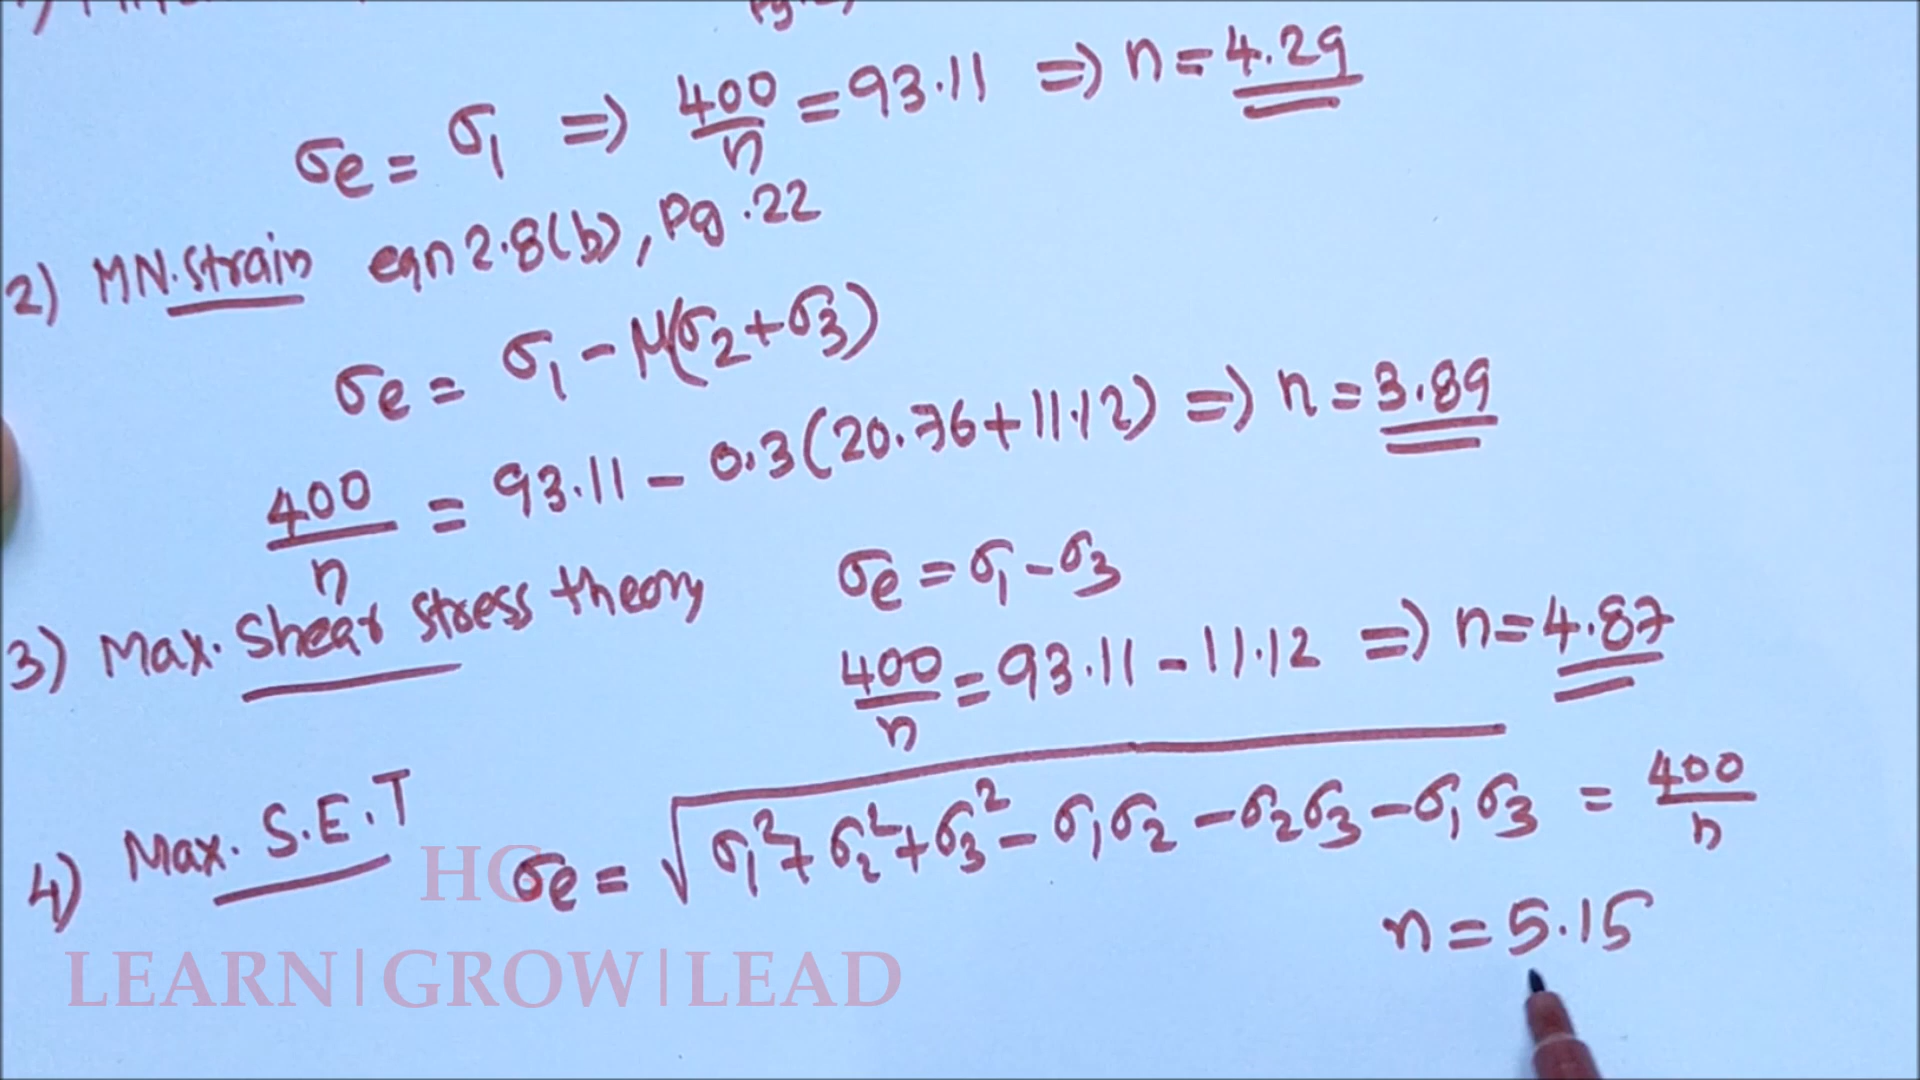 σe = σ1 => 400/n = 93.11 => n = 4.29
2) MN.Strain eqn 2.8(b), Pg.22
σe = σ1 - μ(σ2+σ3)
400/n = 93.11 - 0.3(20.76+11.12) => n = 3.89
3) Max. Shear Stress theory σe = σ1 - σ3
400/n = 93.11 - 11.12 => n = 4.87
4) Max. S.E.T σe = √(σ1²+σ2²+σ3² - σ1σ2 - σ2σ3 - σ1σ3) = 400/n
n = 5.15
LEARN|GROW|LEAD